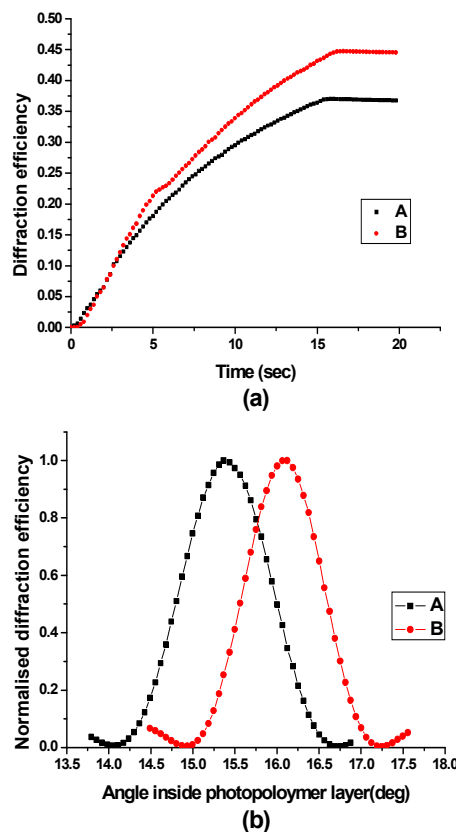 0.50
0.45
0.40
0.35
0.30
0.25
0.20
0.15
0.10
0.05
0.00
Diffraction efficiency
A
B
0 5 10 15 20
Time (sec)
(a)
1.0
0.8
0.6
0.4
0.2
0.0
Normalised diffraction efficiency
A
B
13.5 14.0 14.5 15.0 15.5 16.0 16.5 17.0 17.5 18.0
Angle inside photopoloymer layer(deg)
(b)